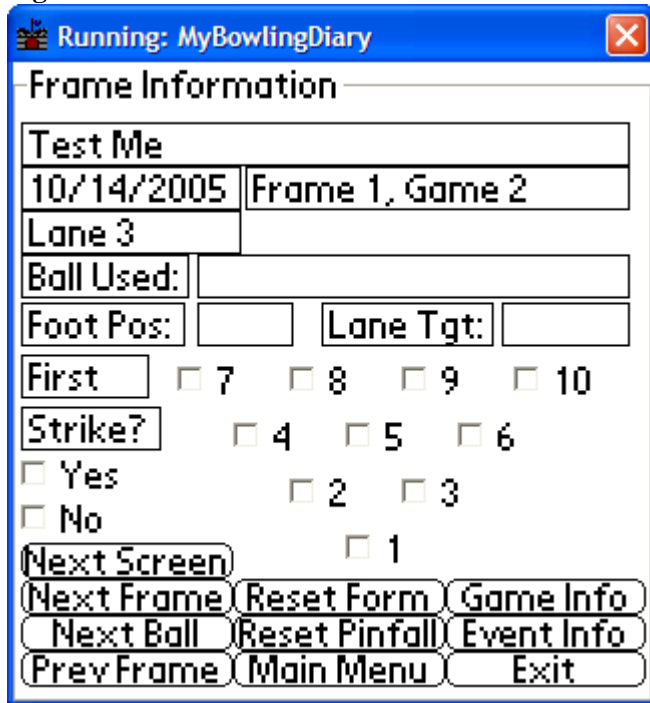 Running: MyBowlingDiary
Frame Information
Test Me
10/14/2005 Frame 1, Game 2
Lane 3
Ball Used:
Foot Pos: Lane Tgt:
First 7 8 9 10
Strike? 4 5 6
Yes
2 3
No
1
Next Screen
Next Frame Reset Form Game Info
Next Ball Reset Pinfall Event Info
Prev Frame Main Menu Exit